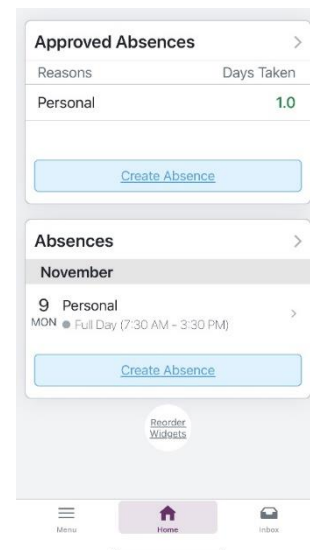 Approved Absences
Reasons Days Taken
Personal 1.0
Create Absence
Absences
November
9 Personal
MON Full Day (7:30 AM - 3:30 PM)
Create Absence
Reorder
Widgets
Menu Home Inbox